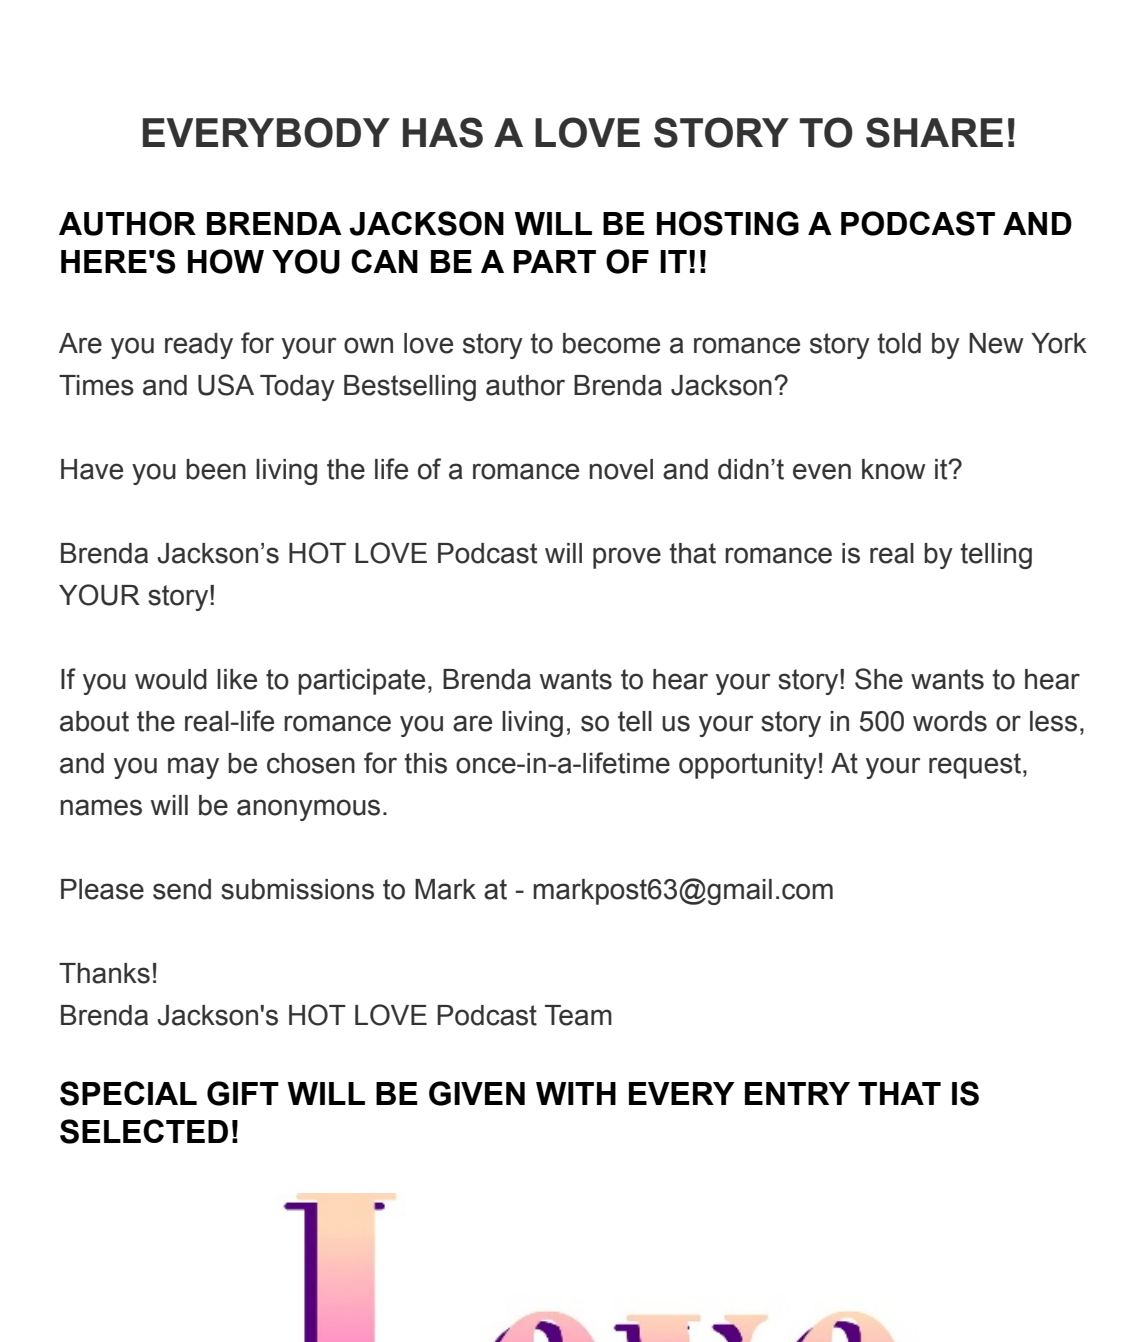 EVERYBODY HAS A LOVE STORY TO SHARE!
AUTHOR BRENDA JACKSON WILL BE HOSTING A PODCAST AND
HERE'S HOW YOU CAN BE A PART OF IT!!
Are you ready for your own love story to become a romance story told by New York
Times and USA Today Bestselling author Brenda Jackson?
Have you been living the life of a romance novel and didn’t even know it?
Brenda Jackson’s HOT LOVE Podcast will prove that romance is real by telling
YOUR story!
If you would like to participate, Brenda wants to hear your story! She wants to hear
about the real-life romance you are living, so tell us your story in 500 words or less,
and you may be chosen for this once-in-a-lifetime opportunity! At your request,
names will be anonymous.
Please send submissions to Mark at - markpost63@gmail.com
Thanks!
Brenda Jackson's HOT LOVE Podcast Team
SPECIAL GIFT WILL BE GIVEN WITH EVERY ENTRY THAT IS
SELECTED!
Love